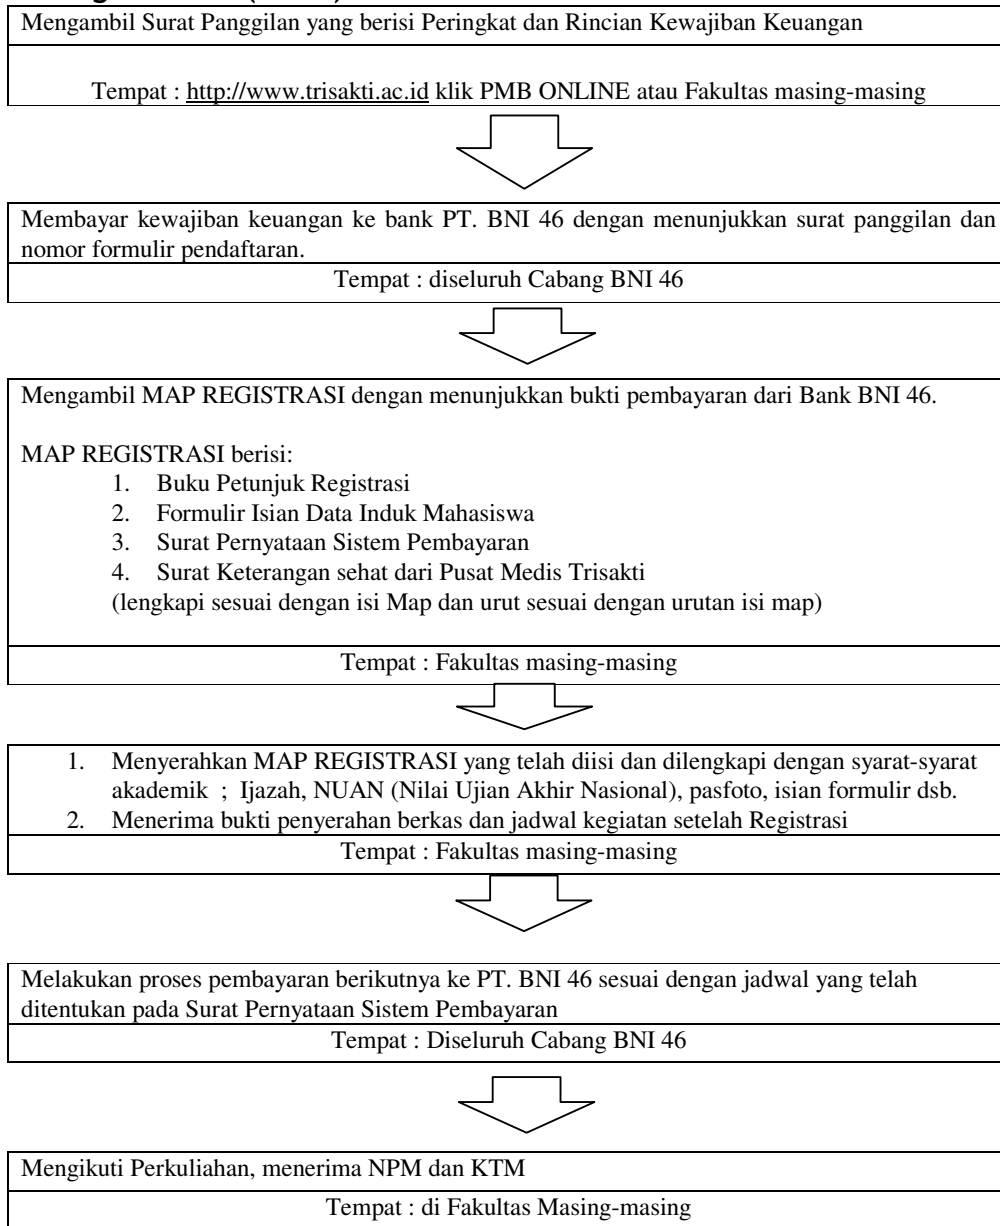 Mengambil Surat Panggilan yang berisi Peringkat dan Rincian Kewajiban Keuangan
Tempat : http://www.trisakti.ac.id klik PMB ONLINE atau Fakultas masing-masing
Membayar kewajiban keuangan ke bank PT. BNI 46 dengan menunjukkan surat panggilan dan
nomor formulir pendaftaran.
Tempat : diseluruh Cabang BNI 46
Mengambil MAP REGISTRASI dengan menunjukkan bukti pembayaran dari Bank BNI 46.
MAP REGISTRASI berisi:
1. Buku Petunjuk Registrasi
2. Formulir Isian Data Induk Mahasiswa
3. Surat Pernyataan Sistem Pembayaran
4. Surat Keterangan sehat dari Pusat Medis Trisakti
(lengkapi sesuai dengan isi Map dan urut sesuai dengan urutan isi map)
Tempat : Fakultas masing-masing
1. Menyerahkan MAP REGISTRASI yang telah diisi dan dilengkapi dengan syarat-syarat
akademik ; Ijazah, NUAN (Nilai Ujian Akhir Nasional), pasfoto, isian formulir dsb.
2. Menerima bukti penyerahan berkas dan jadwal kegiatan setelah Registrasi
Tempat : Fakultas masing-masing
Melakukan proses pembayaran berikutnya ke PT. BNI 46 sesuai dengan jadwal yang telah
ditentukan pada Surat Pernyataan Sistem Pembayaran
Tempat : Diseluruh Cabang BNI 46
Mengikuti Perkuliahan, menerima NPM dan KTM
Tempat : di Fakultas Masing-masing